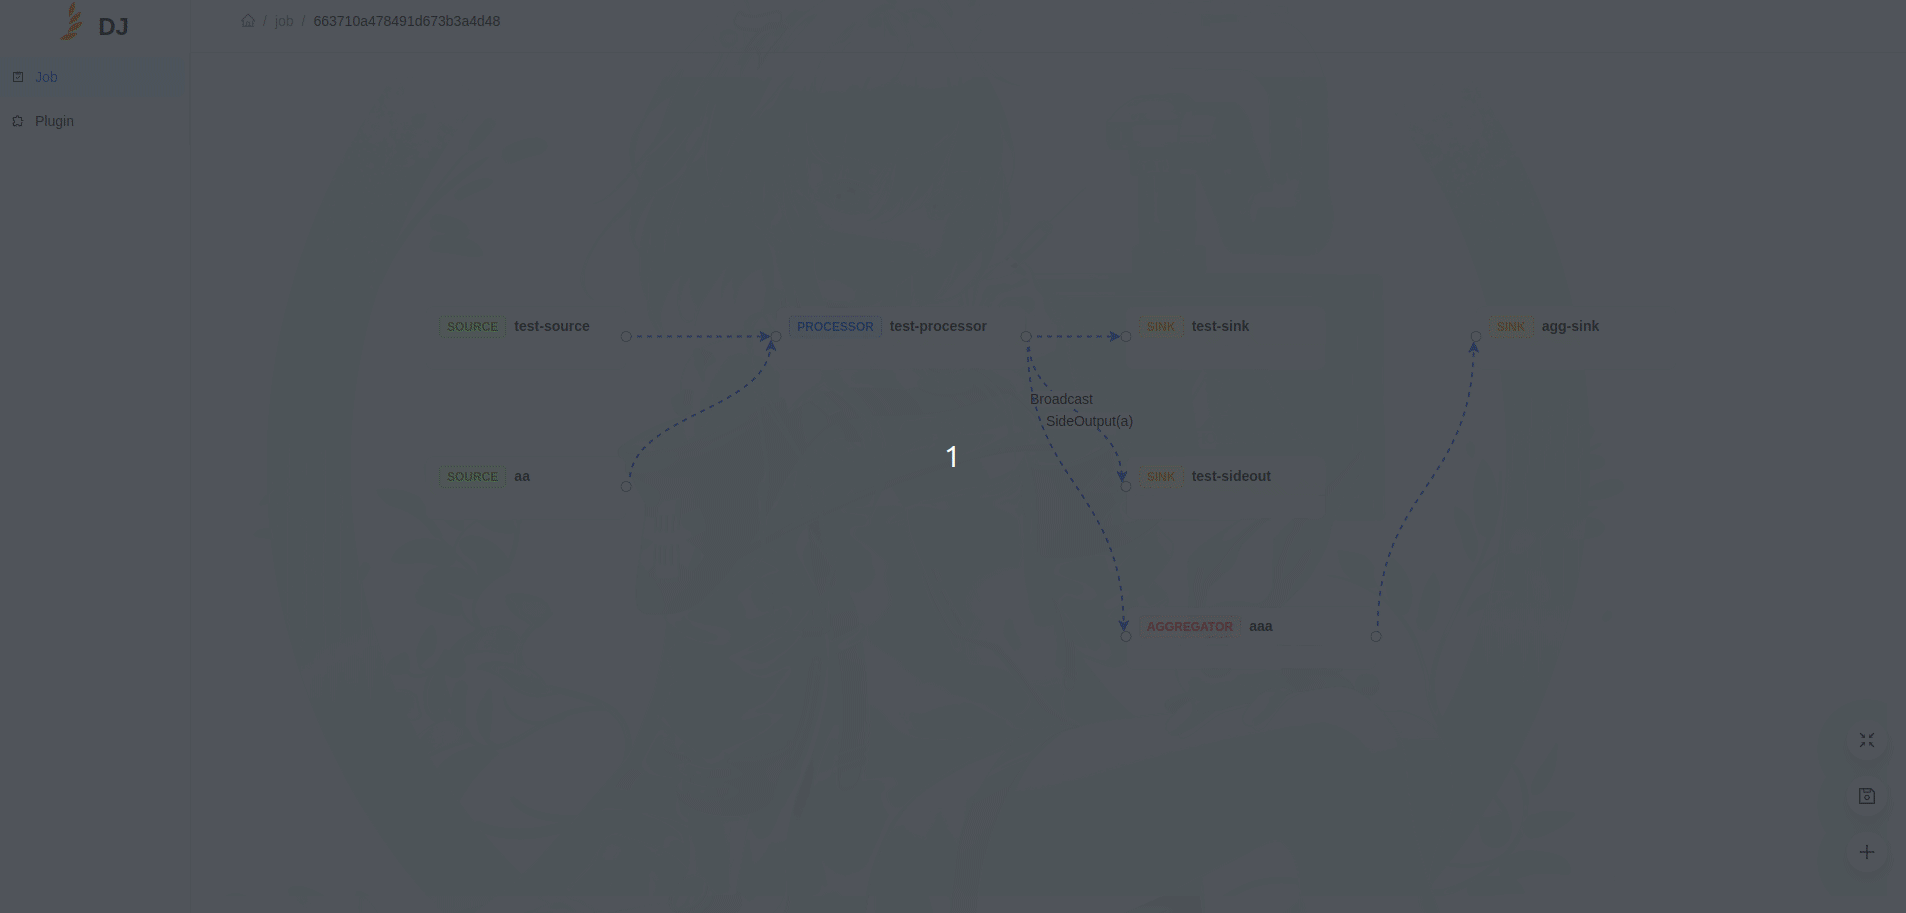 DJ
/ job / 663710a478491d673b3a4d48
Job
Plugin
SOURCE test-source
PROCESSOR test-processor
SINK test-sink
SINK agg-sink
Broadcast
SideOutput(a)
1
SOURCE aa
SINK test-sideout
AGGREGATOR aaa